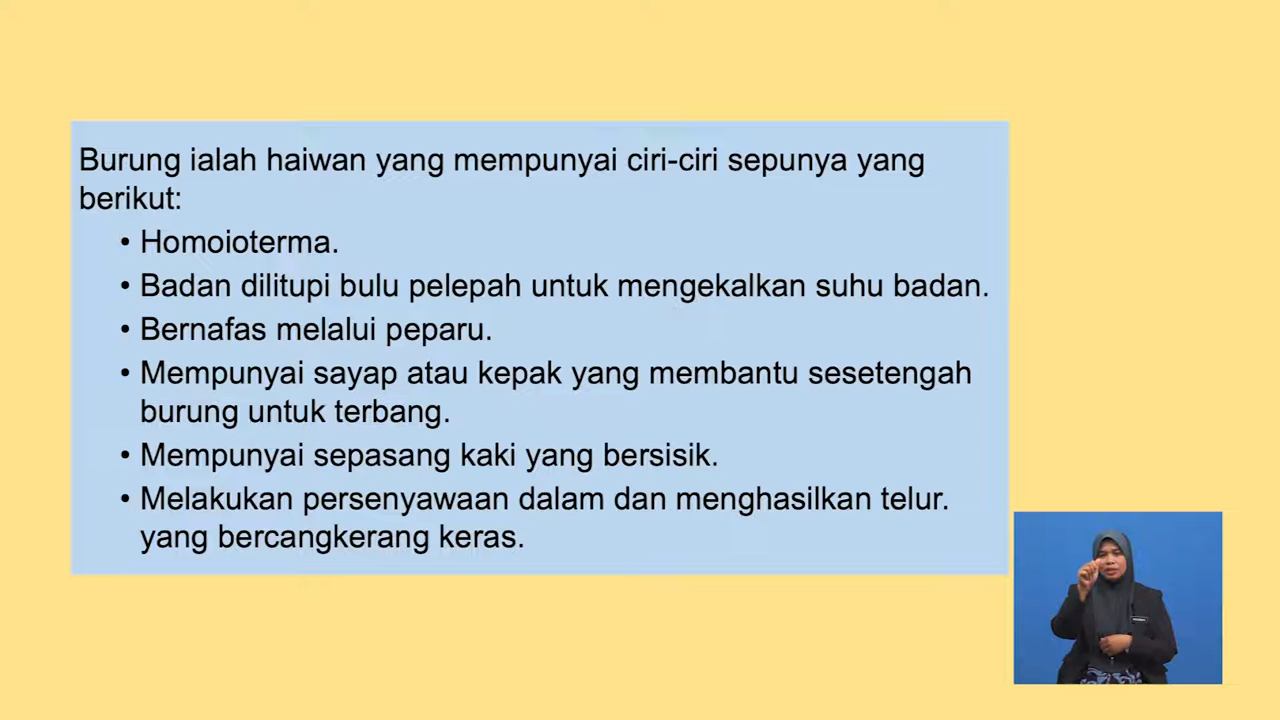 Burung ialah haiwan yang mempunyai ciri-ciri sepunya yang
berikut:
• Homoioterma.
• Badan dilitupi bulu pelepah untuk mengekalkan suhu badan.
• Bernafas melalui peparu.
• Mempunyai sayap atau kepak yang membantu sesetengah
burung untuk terbang.
• Mempunyai sepasang kaki yang bersisik.
• Melakukan persenyawaan dalam dan menghasilkan telur.
yang bercangkerang keras.